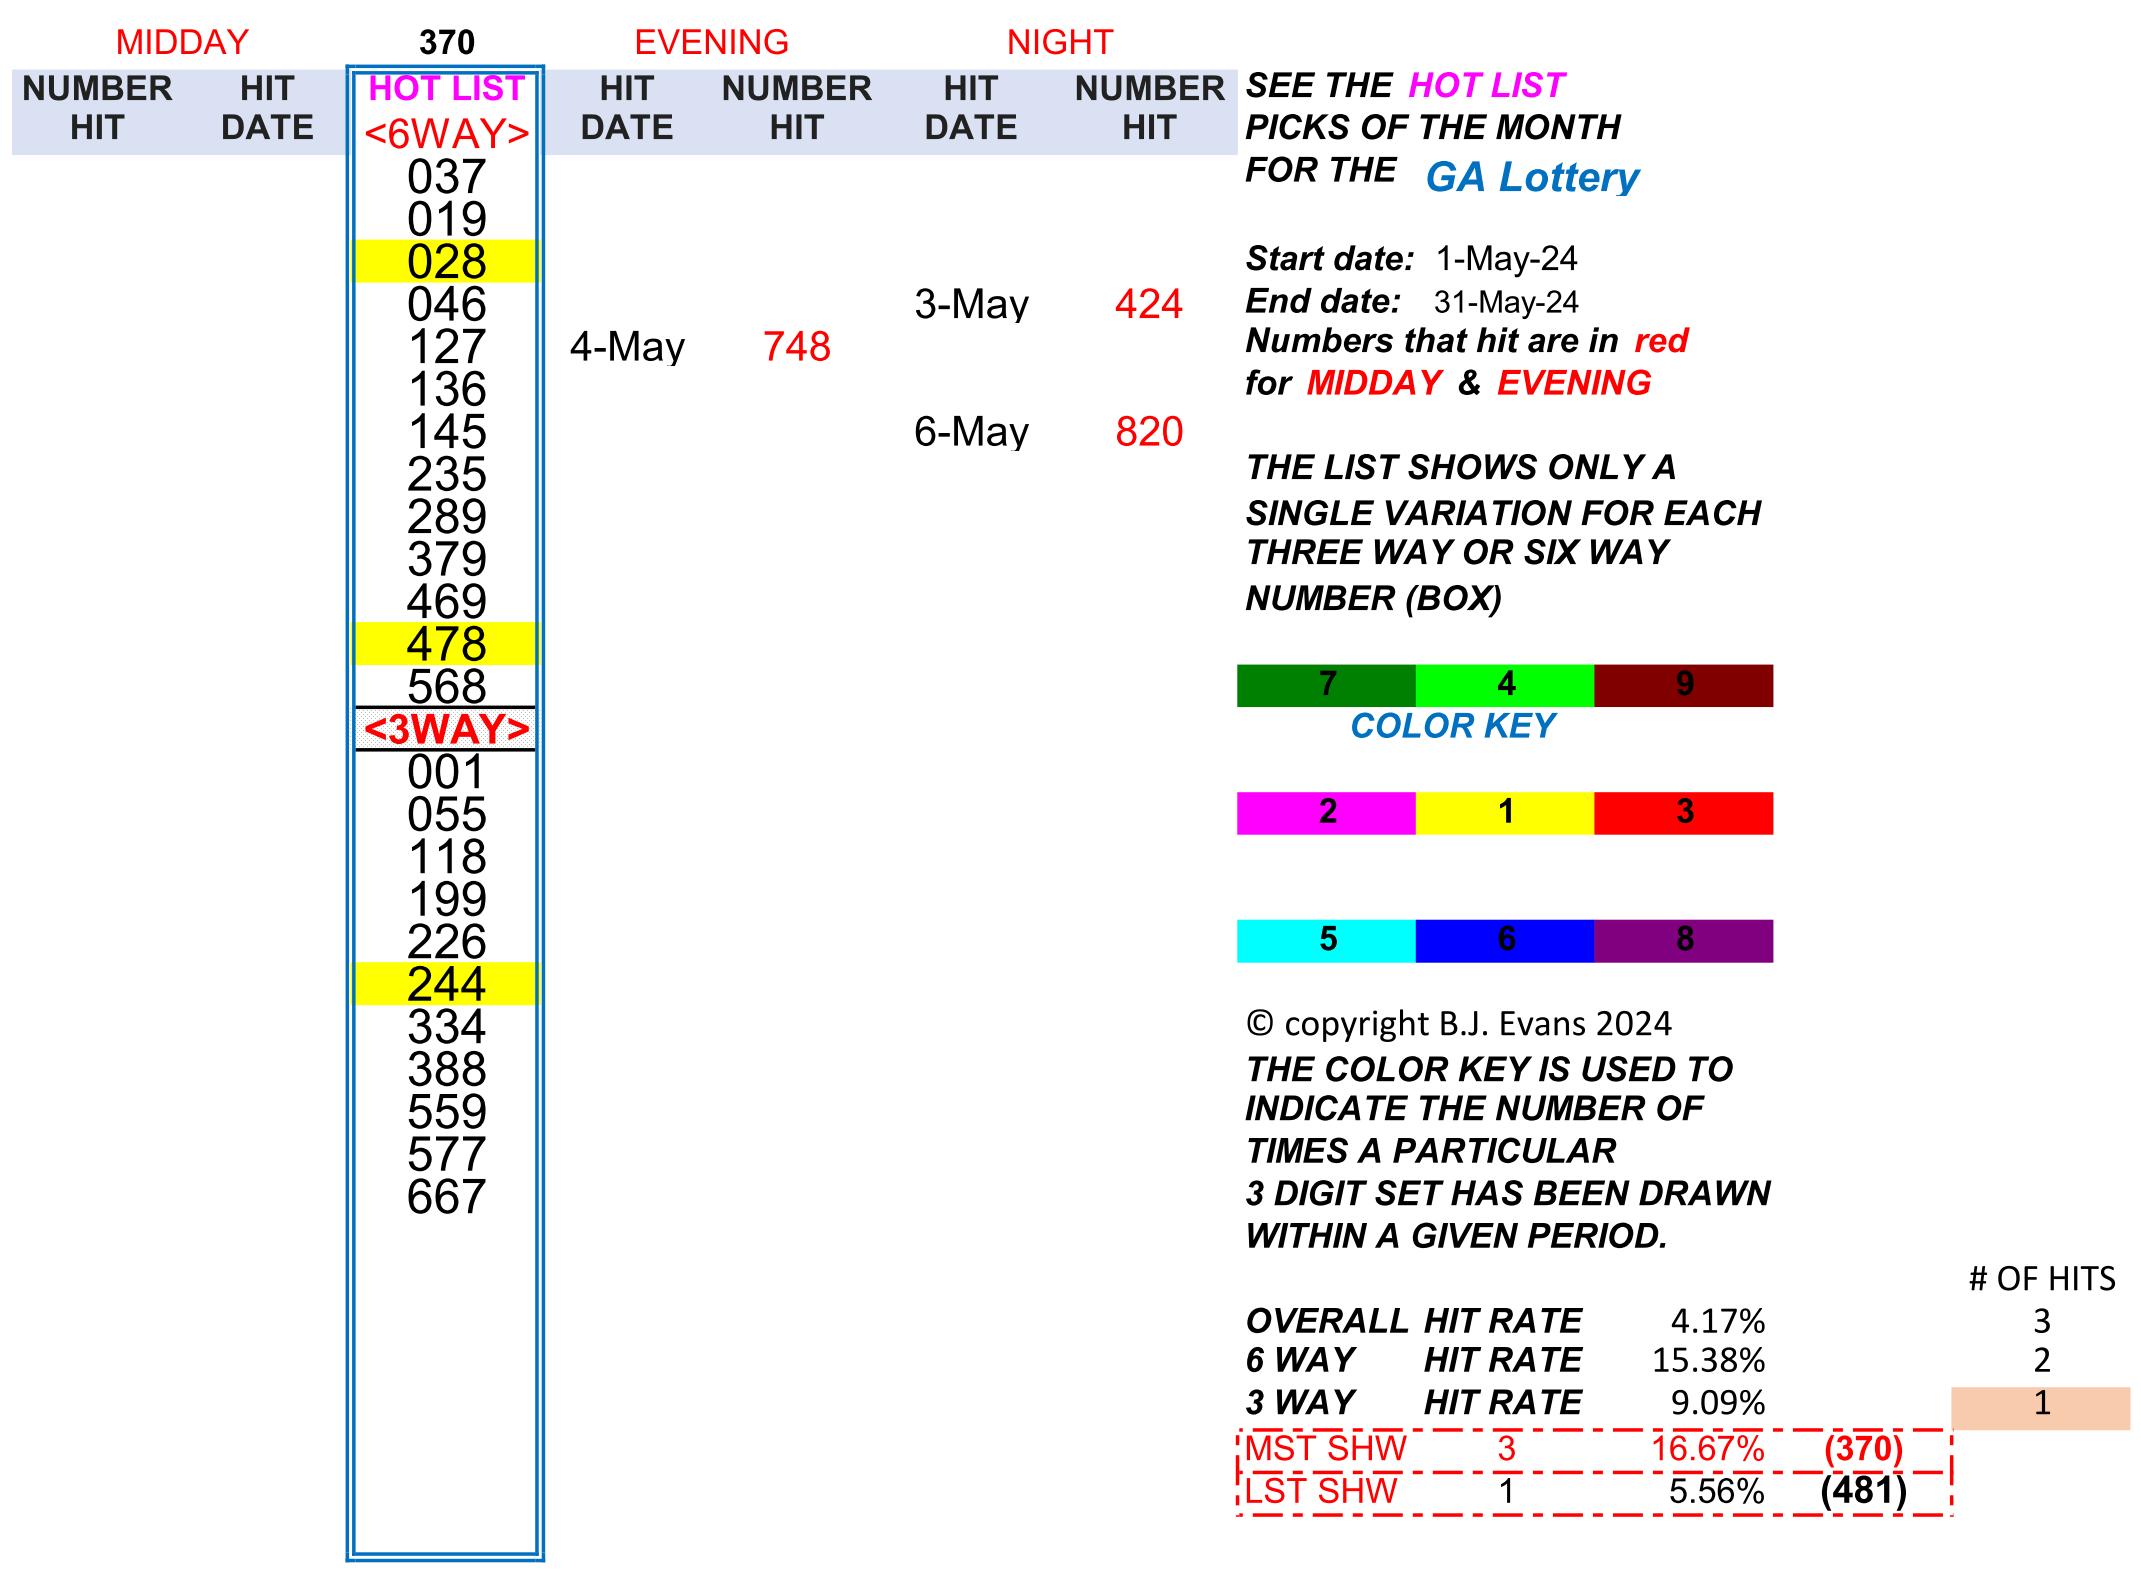 MIDDAY 370 EVENING NIGHT
NUMBER HIT HOT LIST HIT NUMBER HIT NUMBER SEE THE HOT LIST
HIT DATE <6WAY> DATE HIT DATE HIT PICKS OF THE MONTH
037 FOR THE GA Lottery
019
028 Start date: 1-May-24
046 3-May 424 End date: 31-May-24
127 4-May 748 Numbers that hit are in red
136 for MIDDAY & EVENING
145 6-May 820
235 THE LIST SHOWS ONLY A
289 SINGLE VARIATION FOR EACH
379 THREE WAY OR SIX WAY
469 NUMBER (BOX)
478
568 7 4 9
<3WAY> COLOR KEY
001
055 2 1 3
118
199
226 5 6 8
244
334 © copyright B.J. Evans 2024
388 THE COLOR KEY IS USED TO
559 INDICATE THE NUMBER OF
577 TIMES A PARTICULAR
667 3 DIGIT SET HAS BEEN DRAWN
WITHIN A GIVEN PERIOD.
# OF HITS
OVERALL HIT RATE 4.17% 3
6 WAY HIT RATE 15.38% 2
3 WAY HIT RATE 9.09% 1
MST SHW 3 16.67% (370)
LST SHW 1 5.56% (481)